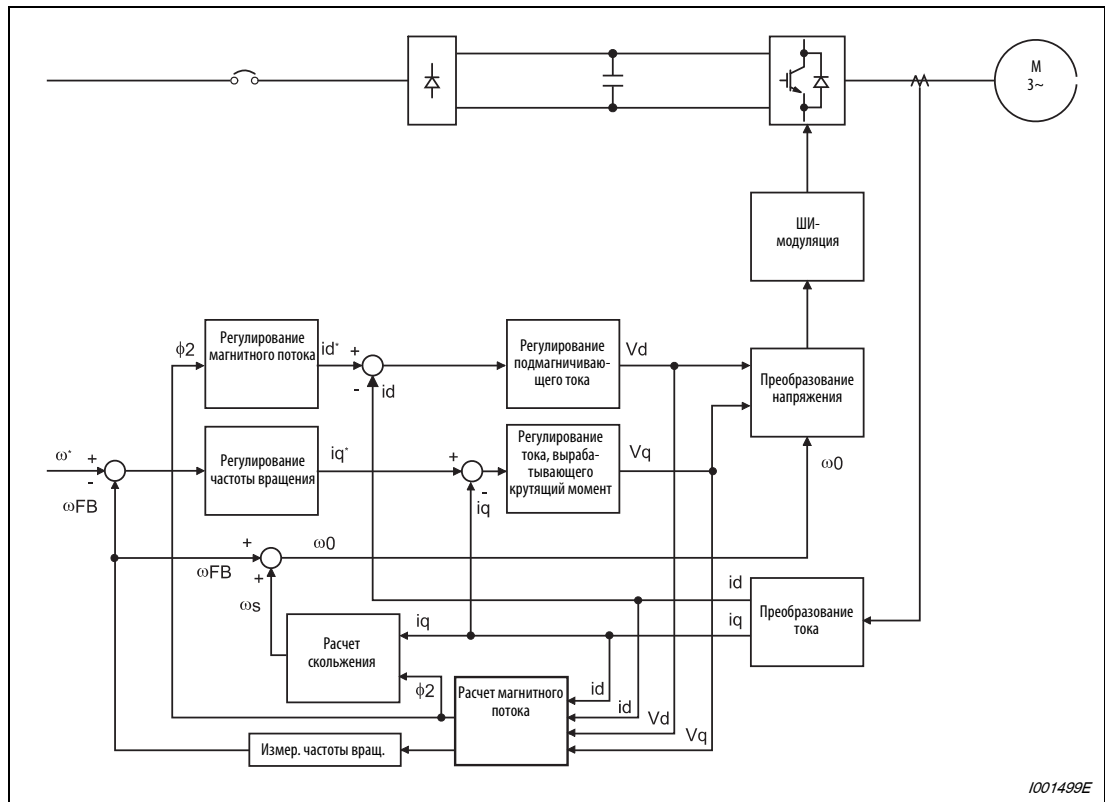 M
3~
ШИ-
модуляция
ϕ2
Регулирование
магнитного потока
id*
+
-
id
Регулирование
подмагничиваю-
щего тока
Vd
Преобразование
напряжения
ω*
+
-
ωFB
Регулирование
частоты вращения
iq*
+
-
iq
Регулирование
тока, выраба-
тывающего
крутящий момент
Vq
ω0
+
ωFB
+
ω0
ωs
id
iq
Преобразование
тока
Расчет
скольжения
iq
ϕ2
Расчет магнитного
потока
id
id
Vd
Vq
Измер. частоты вращ.
I001499E